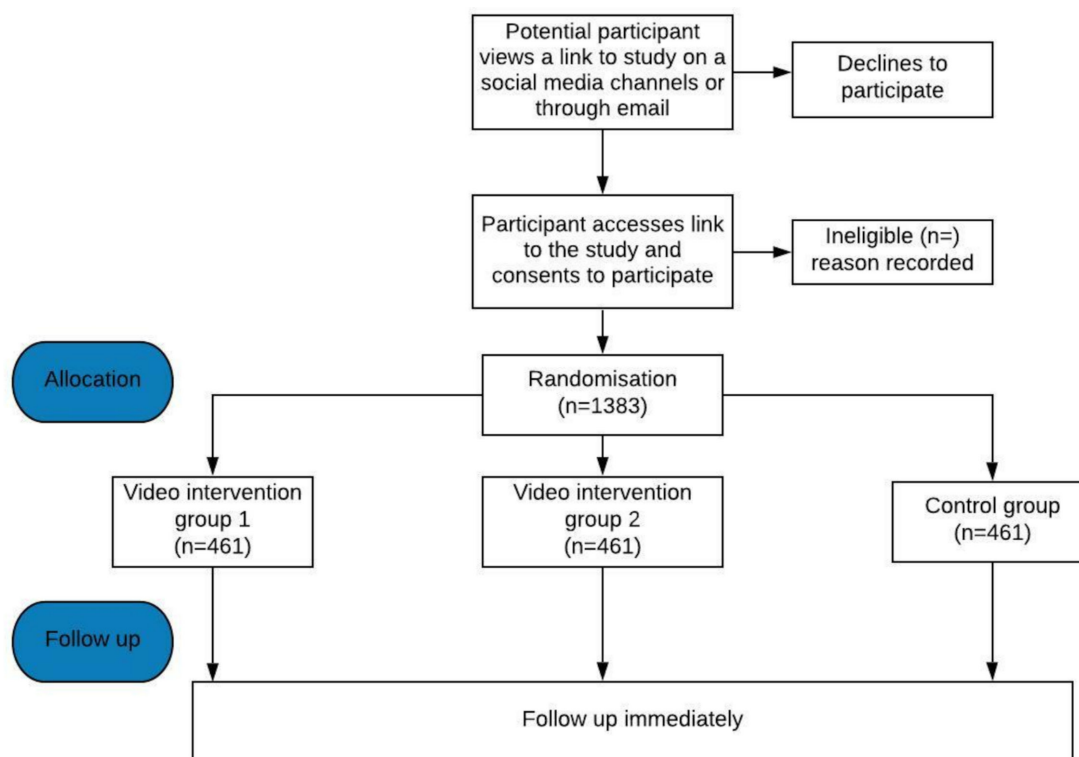 Potential participant
views a link to study on a
social media channels or
through email
Declines to
participate
Participant accesses link
to the study and
consents to participate
Ineligible (n=)
reason recorded
Allocation
Randomisation
(n=1383)
Video intervention
group 1
(n=461)
Video intervention
group 2
(n=461)
Control group
(n=461)
Follow up
Follow up immediately